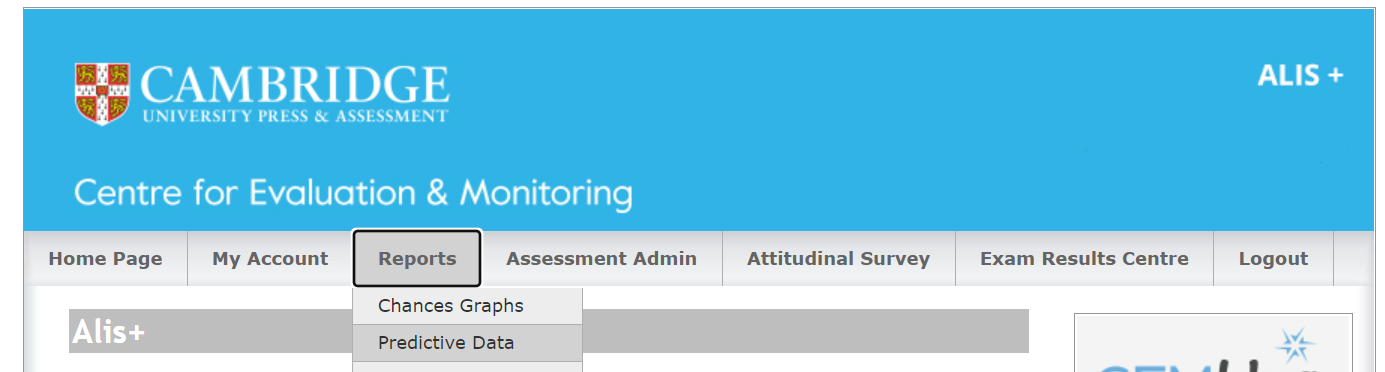 CAMBRIDGE
UNIVERSITY PRESS & ASSESSMENT
ALIS +
Centre for Evaluation & Monitoring
Home Page My Account Reports Assessment Admin Attitudinal Survey Exam Results Centre Logout
Chances Graphs
Alis+
Predictive Data